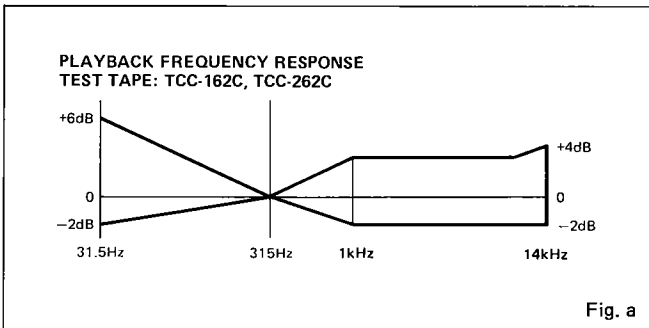 PLAYBACK FREQUENCY RESPONSE
TEST TAPE: TCC-162C, TCC-262C
+6dB
+4dB
0
0
−2dB
−2dB
31.5Hz
315Hz
1kHz
14kHz
Fig. a